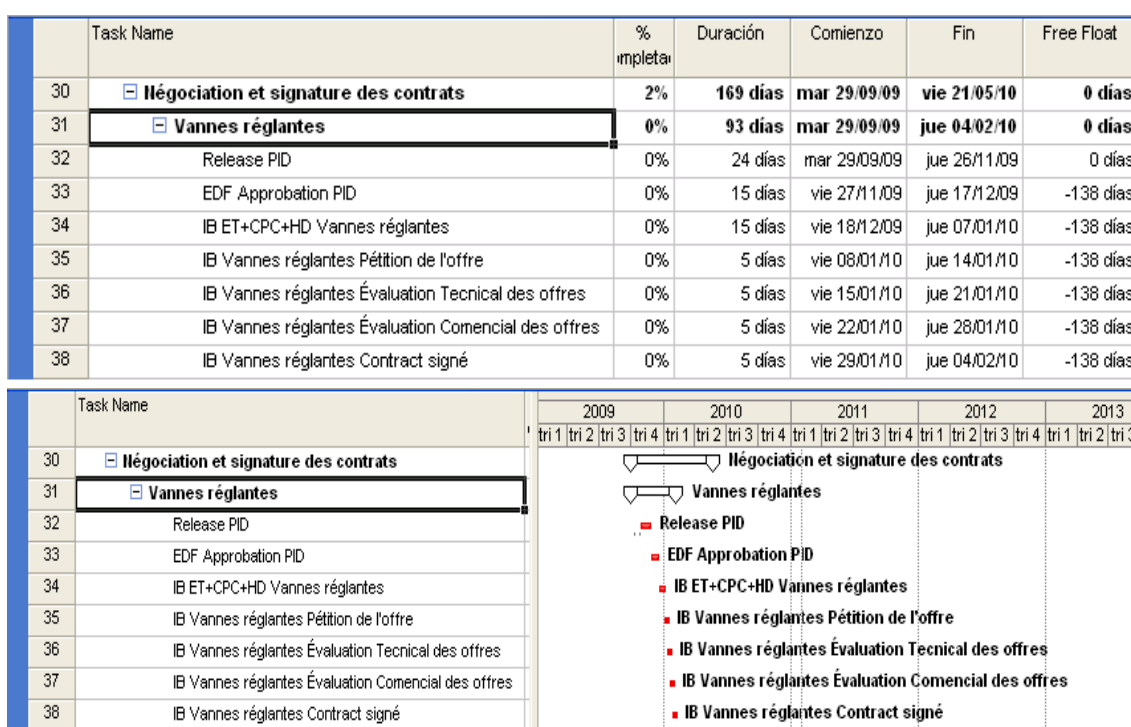 Task Name % Duración Comienzo Fin Free Float
mpleta
30 Négociation et signature des contrats 2% 169 días mar 29/09/09 vie 21/05/10 0 días
31 Vannes réglantes 0% 93 días mar 29/09/09 jue 04/02/10 0 días
32 Release PID 0% 24 días mar 29/09/09 jue 26/11/09 0 días
33 EDF Approbation PID 0% 15 días vie 27/11/09 jue 17/12/09 -138 días
34 IB ET+CPC+HD Vannes réglantes 0% 15 días vie 18/12/09 jue 07/01/10 -138 días
35 IB Vannes réglantes Pétition de l'offre 0% 5 días vie 08/01/10 jue 14/01/10 -138 días
36 IB Vannes réglantes Évaluation Tecnical des offres 0% 5 días vie 15/01/10 jue 21/01/10 -138 días
37 IB Vannes réglantes Évaluation Comencial des offres 0% 5 días vie 22/01/10 jue 28/01/10 -138 días
38 IB Vannes réglantes Contract signé 0% 5 días vie 29/01/10 jue 04/02/10 -138 días
Task Name 2009 2010 2011 2012 2013
tri 1 tri 2 tri 3 tri 4 tri 1 tri 2 tri 3 tri 4 tri 1 tri 2 tri 3 tri 4 tri 1 tri 2 tri 3 tri 4 tri 1 tri 2 tri
30 Négociation et signature des contrats Négociation et signature des contrats
31 Vannes réglantes Vannes réglantes
32 Release PID Release PID
33 EDF Approbation PID EDF Approbation PID
34 IB ET+CPC+HD Vannes réglantes IB ET+CPC+HD Vannes réglantes
35 IB Vannes réglantes Pétition de l'offre IB Vannes réglantes Pétition de l'offre
36 IB Vannes réglantes Évaluation Tecnical des offres IB Vannes réglantes Évaluation Tecnical des offres
37 IB Vannes réglantes Évaluation Comencial des offres IB Vannes réglantes Évaluation Comencial des offres
38 IB Vannes réglantes Contract signé IB Vannes réglantes Contract signé